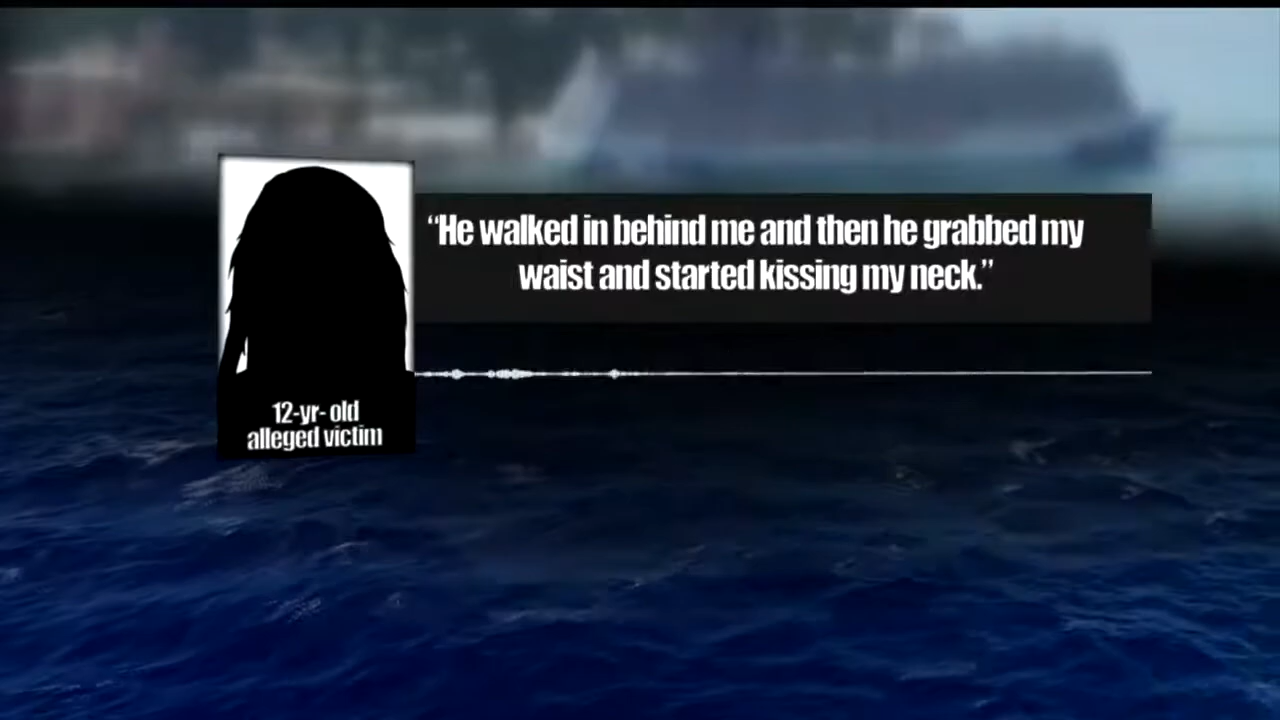 “He walked in behind me and then he grabbed my
waist and started kissing my neck.”
12-yr- old
alleged victim